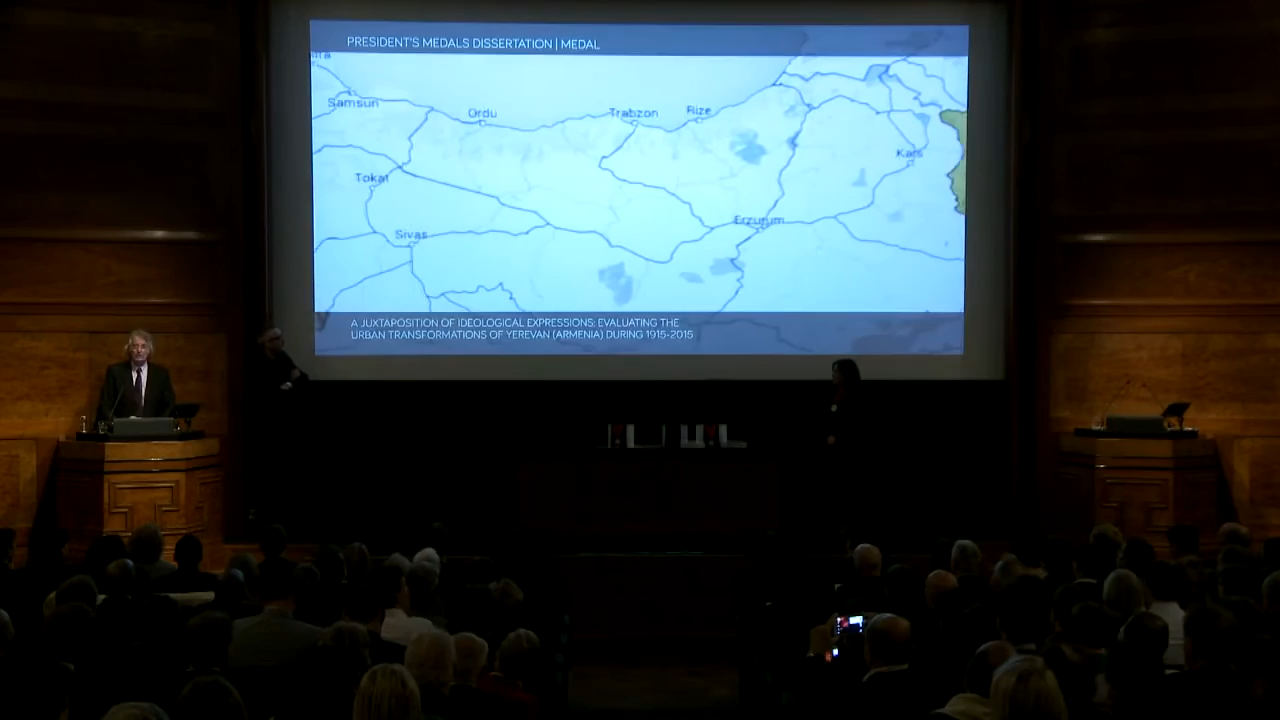 PRESIDENT'S MEDALS DISSERTATION | MEDAL
Samsun
Ordu
Trabzon
Rize
Kars
Tokat
Erzurum
Sivas
A JUXTAPOSITION OF IDEOLOGICAL EXPRESSIONS: EVALUATING THE
URBAN TRANSFORMATIONS OF YEREVAN (ARMENIA) DURING 1915-2015